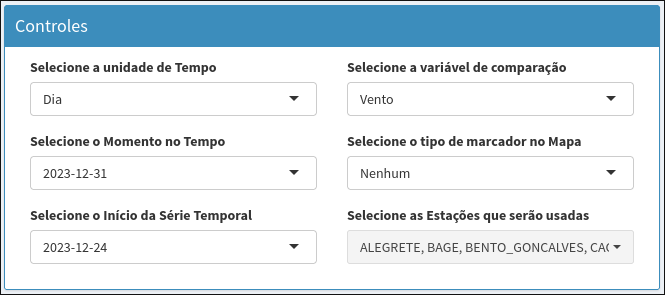 Controles
Selecione a unidade de Tempo
Dia
Selecione a variável de comparação
Vento
Selecione o Momento no Tempo
2023-12-31
Selecione o tipo de marcador no Mapa
Nenhum
Selecione o Início da Série Temporal
2023-12-24
Selecione as Estações que serão usadas
ALEGRETE, BAGE, BENTO_GONCALVES, CAÇ